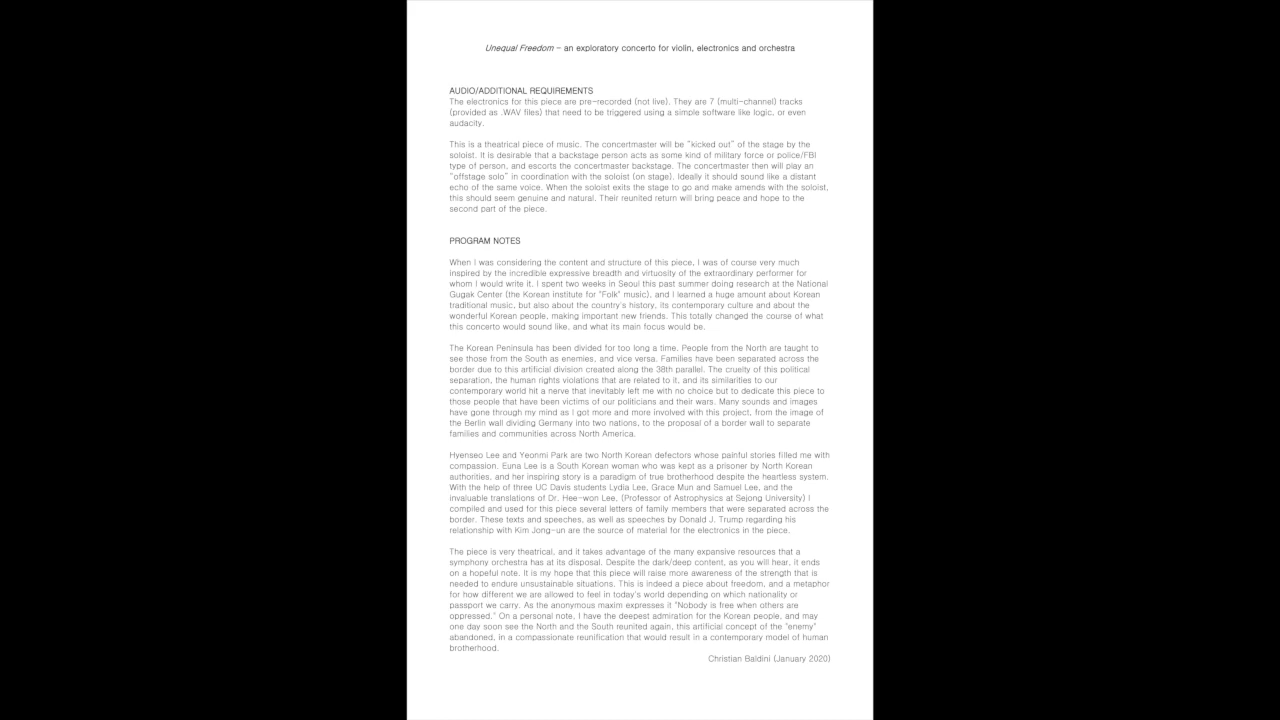 Unequal Freedom – an exploratory concerto for violin, electronics and orchestra
AUDIO/ADDITIONAL REQUIREMENTS
The electronics for this piece are pre-recorded (not live). They are 7 (multi-channel) tracks
(provided as .WAV files) that need to be triggered using a simple software like logic, or even
audacity.
This is a theatrical piece of music. The concertmaster will be "kicked out" of the stage by the
soloist. It is desirable that a backstage person acts as some kind of military force or police/FBI
type of person, and escorts the concertmaster backstage. The concertmaster then will play an
"offstage solo" in coordination with the soloist (on stage). Ideally it should sound like a distant
echo of the same voice. When the soloist exits the stage to go and make amends with the soloist,
this should seem genuine and natural. Their reunited return will bring peace and hope to the
second part of the piece.
PROGRAM NOTES
When I was considering the content and structure of this piece, I was of course very much
inspired by the incredible expressive breadth and virtuosity of the extraordinary performer for
whom I would write it. I spent two weeks in Seoul this past summer doing research at the National
Gugak Center (the Korean institute for "Folk" music), and I learned a huge amount about Korean
traditional music, but also about the country's history, its contemporary culture and about the
wonderful Korean people, making important new friends. This totally changed the course of what
this concerto would sound like, and what its main focus would be.
The Korean Peninsula has been divided for too long a time. People from the North are taught to
see those from the South as enemies, and vice versa. Families have been separated across the
border due to this artificial division created along the 38th parallel. The cruelty of this political
separation, the human rights violations that are related to it, and its similarities to our
contemporary world hit a nerve that inevitably left me with no choice but to dedicate this piece to
those people that have been victims of our politicians and their wars. Many sounds and images
have gone through my mind as I got more and more involved with this project, from the image of
the Berlin wall dividing Germany into two nations, to the proposal of a border wall to separate
families and communities across North America.
Hyenseo Lee and Yeonmi Park are two North Korean defectors whose painful stories filled me with
compassion. Euna Lee is a South Korean woman who was kept as a prisoner by North Korean
authorities, and her inspiring story is a paradigm of true brotherhood despite the heartless system.
With the help of three UC Davis students Lydia Lee, Grace Mun and Samuel Lee, and the
invaluable translations of Dr. Hee-won Lee, (Professor of Astrophysics at Sejong University) I
compiled and used for this piece several letters of family members that were separated across the
border. These texts and speeches, as well as speeches by Donald J. Trump regarding his
relationship with Kim Jong-un are the source of material for the electronics in the piece.
The piece is very theatrical, and it takes advantage of the many expansive resources that a
symphony orchestra has at its disposal. Despite the dark/deep content, as you will hear, it ends
on a hopeful note. It is my hope that this piece will raise more awareness of the strength that is
needed to endure unsustainable situations. This is indeed a piece about freedom, and a metaphor
for how different we are allowed to feel in today's world depending on which nationality or
passport we carry. As the anonymous maxim expresses it "Nobody is free when others are
oppressed." On a personal note, I have the deepest admiration for the Korean people, and may
one day soon see the North and the South reunited again, this artificial concept of the "enemy"
abandoned, in a compassionate reunification that would result in a contemporary model of human
brotherhood.
Christian Baldini (January 2020)